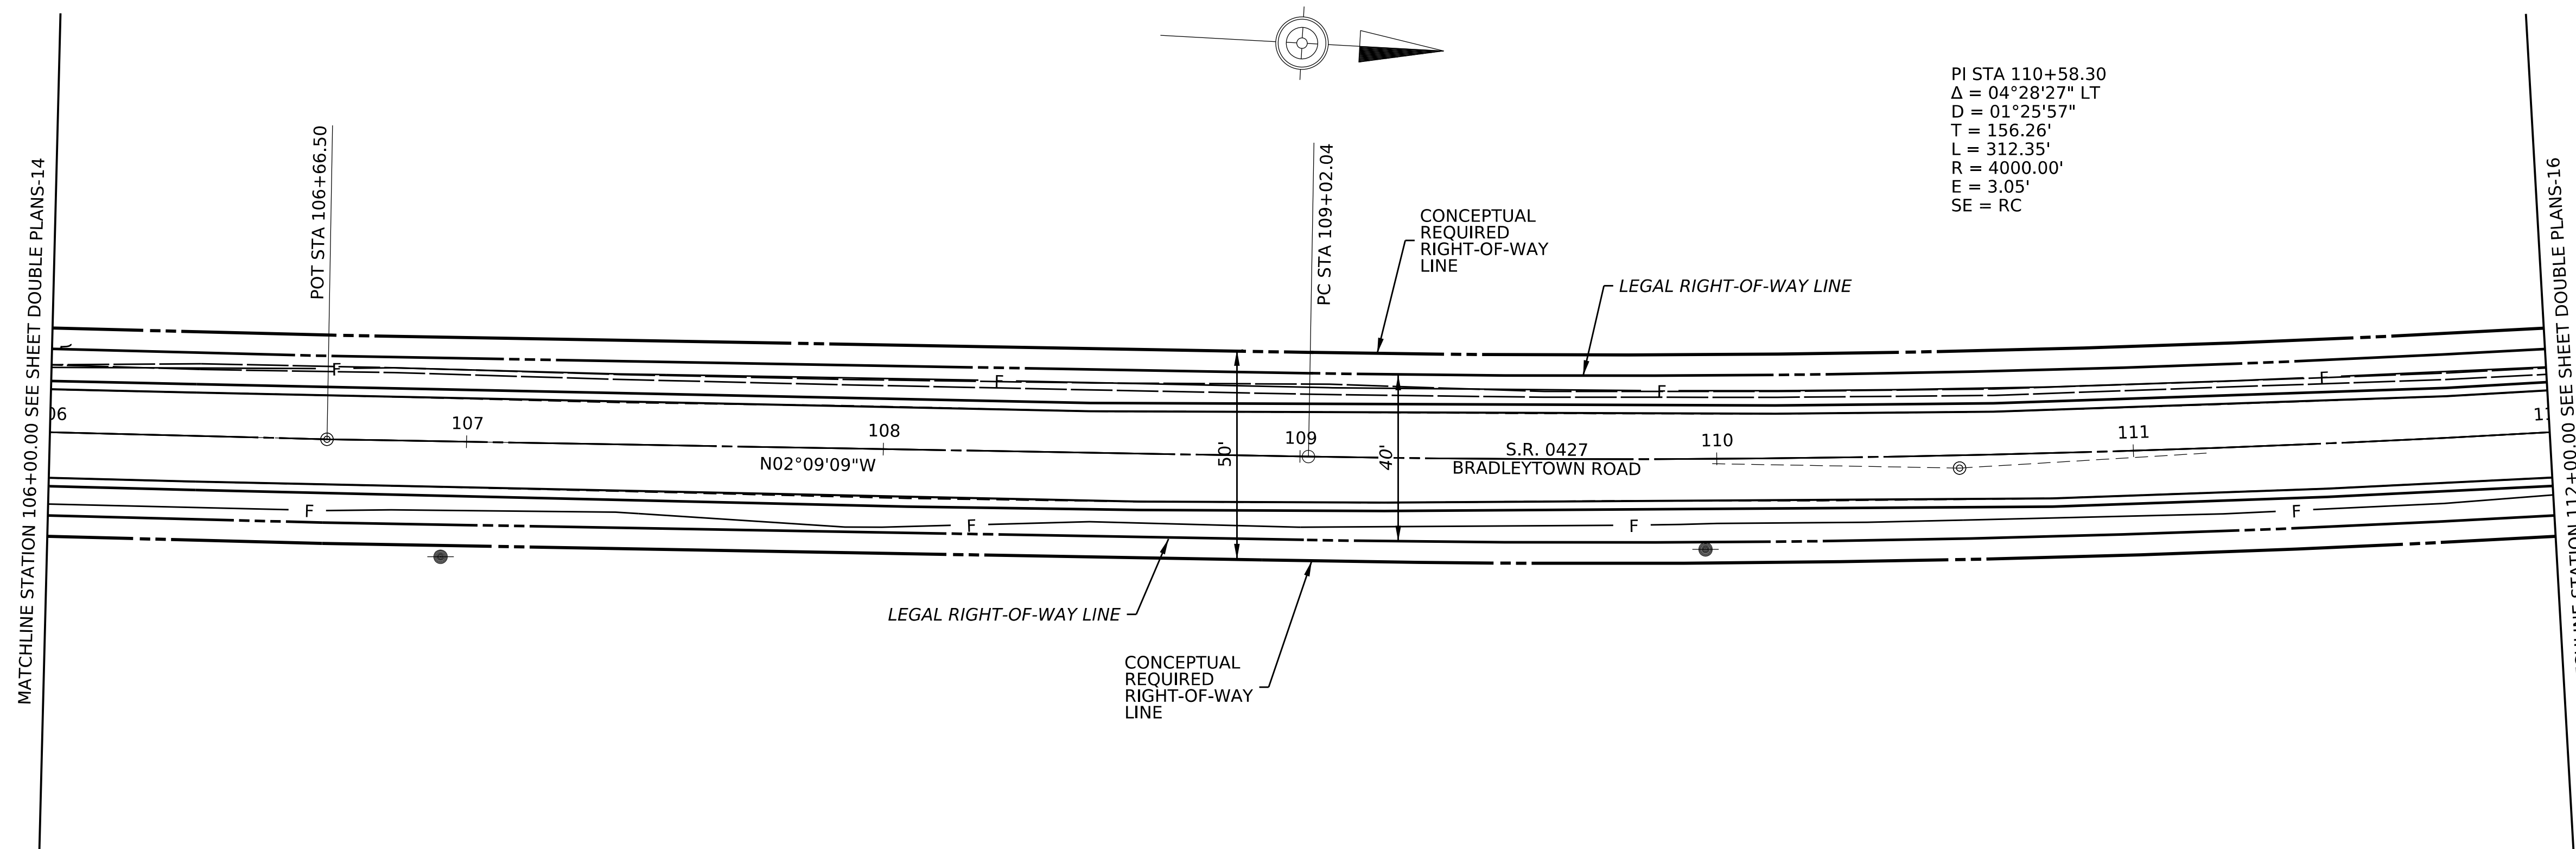 MATCHLINE STATION 106+00.00 SEE SHEET DOUBLE PLANS-14
POT STA 106+66.50
PC STA 109+02.04
PI STA 110+58.30
Δ = 04°28'27" LT
D = 01°25'57"
T = 156.26'
L = 312.35'
R = 4000.00'
E = 3.05'
SE = RC
CONCEPTUAL
REQUIRED
RIGHT-OF-WAY
LINE
LEGAL RIGHT-OF-WAY LINE
F
F
F
F
107
108
109
110
111
N02°09'09"W
50'
40'
S.R. 0427
BRADLEYTOWN ROAD
F
F
F
F
LEGAL RIGHT-OF-WAY LINE
CONCEPTUAL
REQUIRED
RIGHT-OF-WAY
LINE
STATION 112+00.00 SEE SHEET DOUBLE PLANS-16